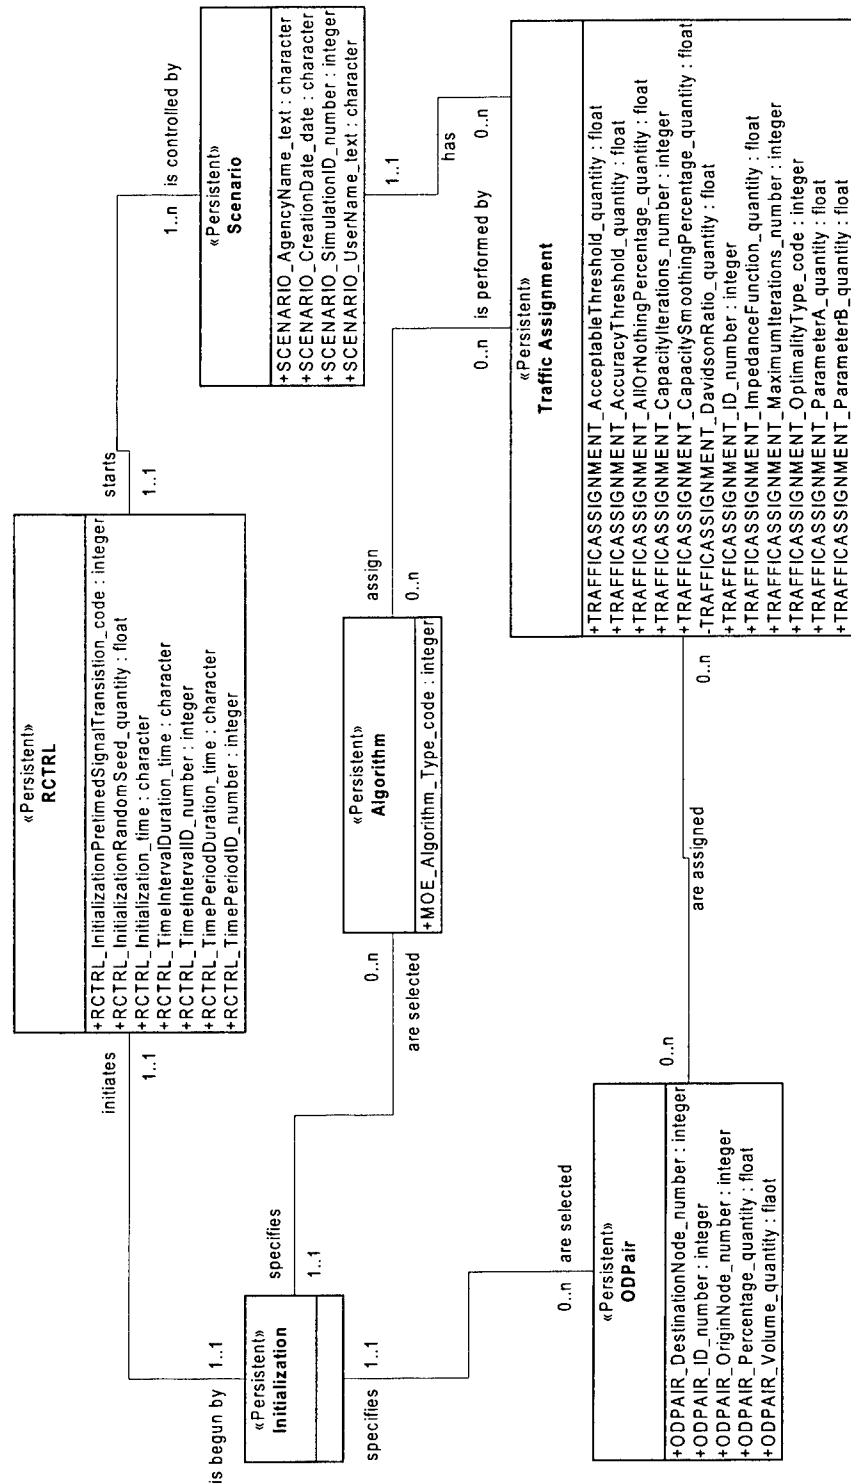 «Persistent»
RCTRL
+RCTRL_InitializationPretimedSignalTransistion_code : integer
+RCTRL_InitializationRandomSeed_quantity : float
+RCTRL_Initialization_time : character
+RCTRL_TimeIntervalDuration_time : character
+RCTRL_TimeIntervalID_number : integer
+RCTRL_TimePeriodDuration_time : character
+RCTRL_TimePeriodID_number : integer
initiates
1..1
starts
1..1
1..n
is controlled by
«Persistent»
Scenario
+SCENARIO_AgencyName_text : character
+SCENARIO_CreationDate_date : character
+SCENARIO_SimulationID_number : integer
+SCENARIO_UserName_text : character
1..1
has
0..n
is begun by
1..1
«Persistent»
Initialization
specifies
1..1
are selected
0..n
«Persistent»
Algorithm
+MOE_Algorithm_Type_code : integer
assign
0..n
0..n
is performed by
specifies
1..1
0..n
are selected
«Persistent»
ODPair
+ODPAIR_DestinationNode_number : integer
+ODPAIR_ID_number : integer
+ODPAIR_OriginNode_number : integer
+ODPAIR_Percentage_quantity : float
+ODPAIR_Volume_quantity : flaot
0..n
are assigned
0..n
«Persistent»
Traffic Assignment
+TRAFFICASSIGNMENT_AcceptableThreshold_quantity : float
+TRAFFICASSIGNMENT_AccuracyThreshold_quantity : float
+TRAFFICASSIGNMENT_AllOrNothingPercentage_quantity : float
+TRAFFICASSIGNMENT_CapacityIterations_number : integer
+TRAFFICASSIGNMENT_CapacitySmoothingPercentage_quantity : float
-TRAFFICASSIGNMENT_DavidsonRatio_quantity : float
+TRAFFICASSIGNMENT_ID_number : integer
+TRAFFICASSIGNMENT_ImpedanceFunction_quantity : float
+TRAFFICASSIGNMENT_MaximumIterations_number : integer
+TRAFFICASSIGNMENT_OptimalityType_code : integer
+TRAFFICASSIGNMENT_ParameterA_quantity : float
+TRAFFICASSIGNMENT_ParameterB_quantity : float